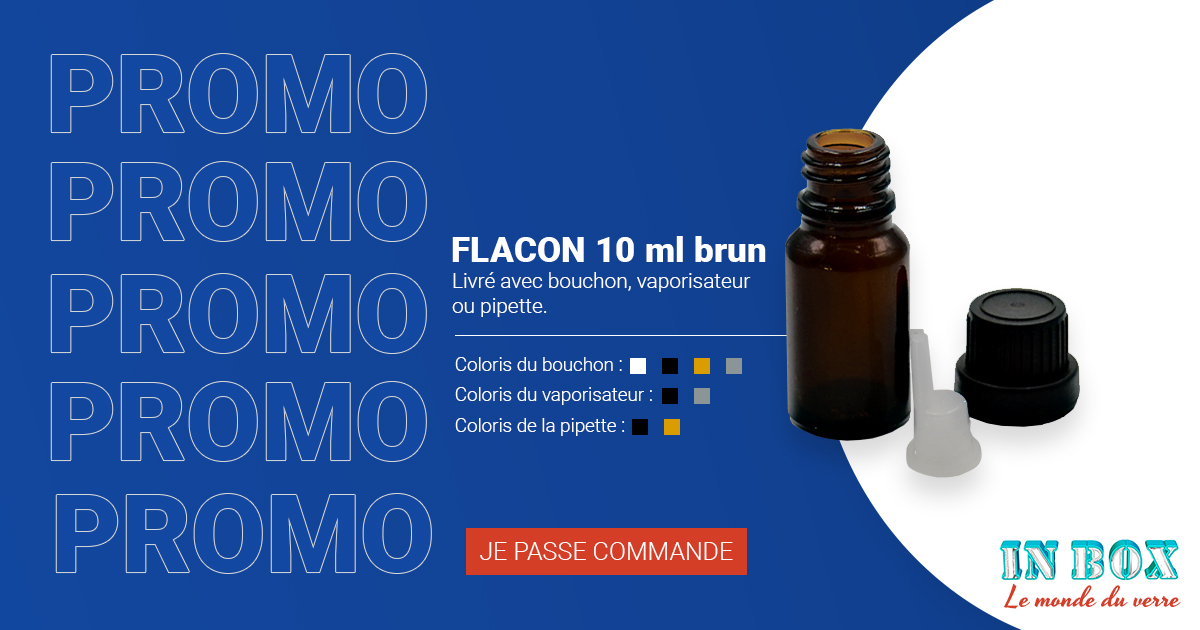 PROMO
PROMO
PROMO
PROMO
PROMO
FLACON 10 ml brun
Livré avec bouchon, vaporisateur
ou pipette.
Coloris du bouchon :
Coloris du vaporisateur :
Coloris de la pipette :
JE PASSE COMMANDE
IN BOX
Le monde du verre